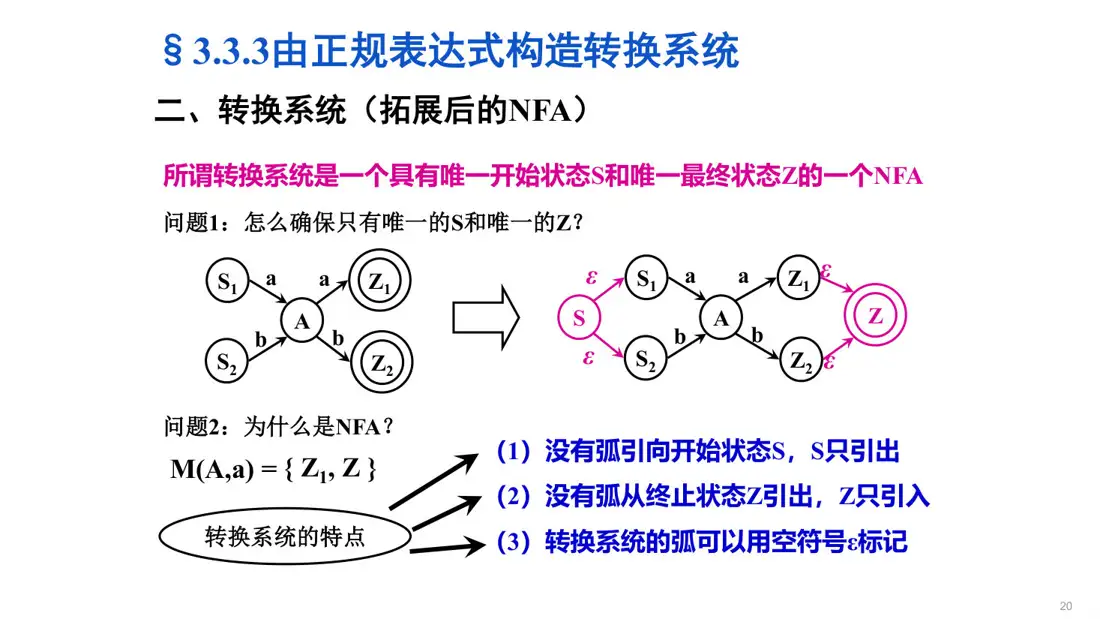 §3.3.3由正规表达式构造转换系统
二、转换系统（拓展后的NFA）
所谓转换系统是一个具有唯一开始状态S和唯一最终状态Z的一个NFA
问题1：怎么确保只有唯一的S和唯一的Z？
S1 a a Z1
A
S2 b b Z2
ε S1 a a Z1 ε
S A Z
ε S2 b b Z2 ε
问题2：为什么是NFA？
M(A,a) = { Z1, Z }
转换系统的特点
（1）没有弧引向开始状态S，S只引出
（2）没有弧从终止状态Z引出，Z只引入
（3）转换系统的弧可以用空符号ε标记
20